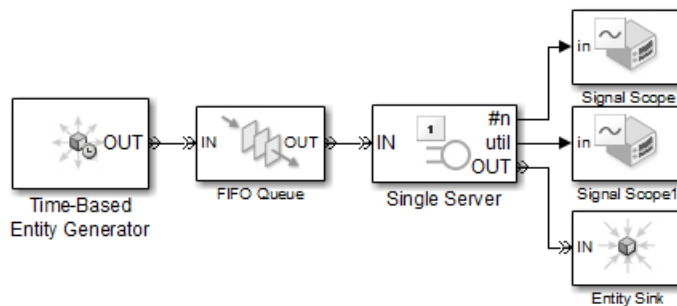 in
Signal Scope
OUT
Time-Based
Entity Generator
IN
OUT
FIFO Queue
IN
1
#n
util
OUT
Single Server
in
Signal Scope1
IN
Entity Sink